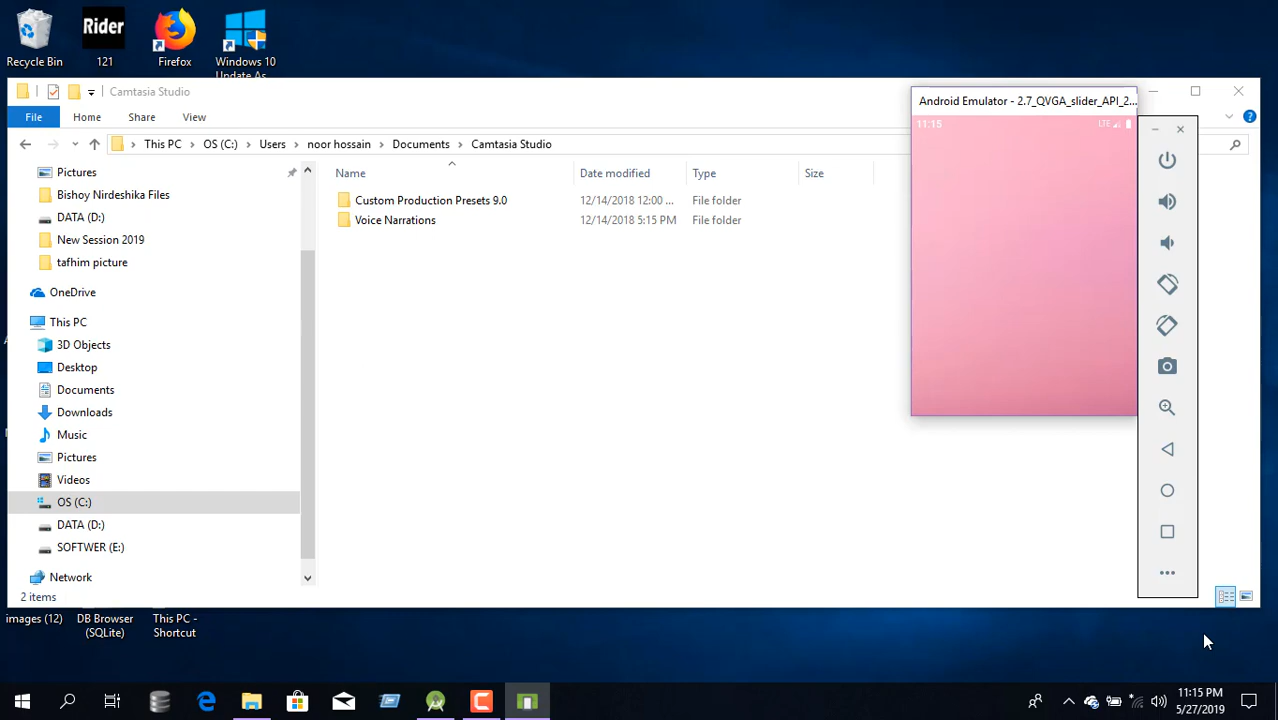 Rider
Recycle Bin
121
Firefox
Windows 10
Update As
Camtasia Studio
File
Home
Share
View
This PC
OS (C:)
Users
noor hossain
Documents
Camtasia Studio
Pictures
Bishoy Nirdeshika Files
DATA (D:)
New Session 2019
tafhim picture
OneDrive
This PC
3D Objects
Desktop
Documents
Downloads
Music
Pictures
Videos
OS (C:)
DATA (D:)
SOFTWER (E:)
Network
Name
Date modified
Type
Size
Custom Production Presets 9.0
12/14/2018 12:00 ...
File folder
Voice Narrations
12/14/2018 5:15 PM
File folder
Android Emulator - 2.7_QVGA_slider_API_2...
11:15
LTE
2 items
images (12)
DB Browser
(SQLite)
This PC -
Shortcut
11:15 PM
5/27/2019